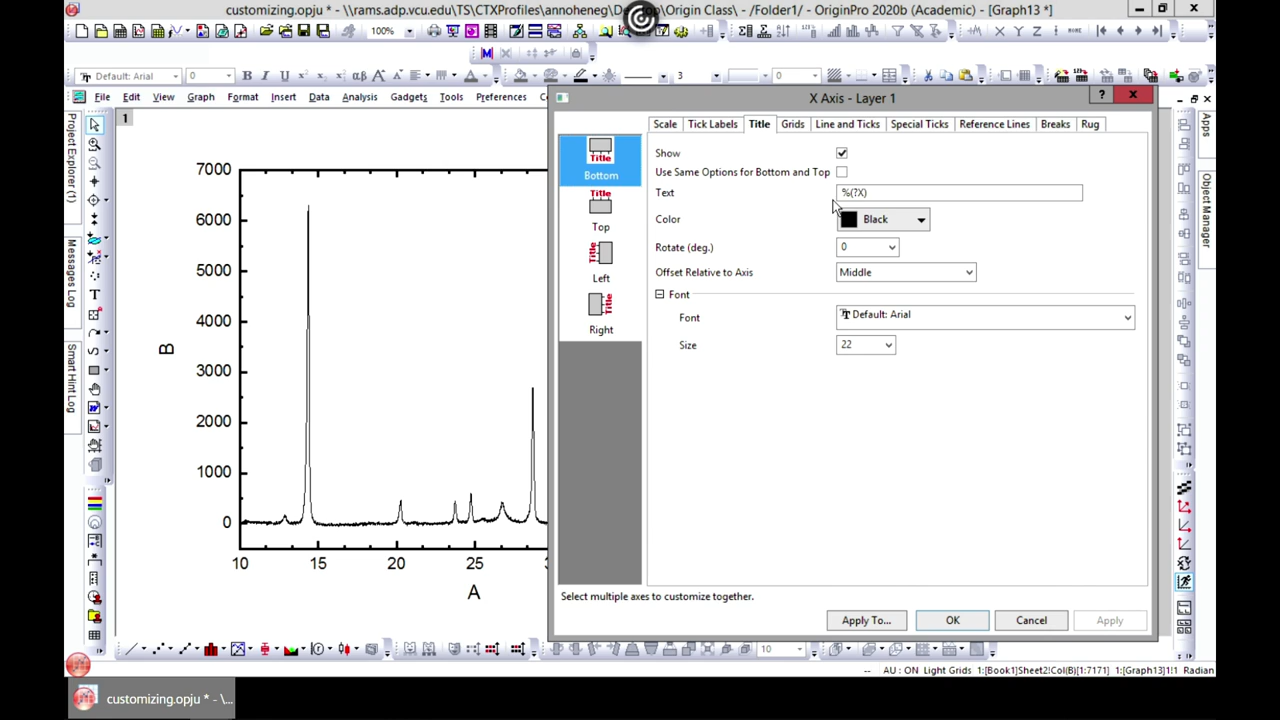 customizing.opju * - \\rams.adp.vcu.edu\TS\CTXProfiles\annoheneg\Desktop\Origin Class\ - /Folder1/ - OriginPro 2020b (Academic) - [Graph13 *]
100%
Default: Arial 0 B I U αβ A A A 3 0
File Edit View Graph Format Insert Data Analysis Gadgets Tools Preferences
X Axis - Layer 1
?
Project Explorer (1)
Messages Log
Smart Hint Log
Apps
Object Manager
1
Scale Tick Labels Title Grids Line and Ticks Special Ticks Reference Lines Breaks Rug
Title
Bottom
Title
Top
Title
Left
Title
Right
Show
Use Same Options for Bottom and Top
Text %(?X)
Color Black
Rotate (deg.) 0
Offset Relative to Axis Middle
Font
Font Default: Arial
Size 22
7000
6000
5000
4000
3000
2000
1000
0
B
10 15 20 25
A
Select multiple axes to customize together.
Apply To... OK Cancel Apply
10
-- AU : ON Light Grids 1:[Book1]Sheet2!Col(B)[1:7171] 1:[Graph13]1!1 Radian
customizing.opju * - \...